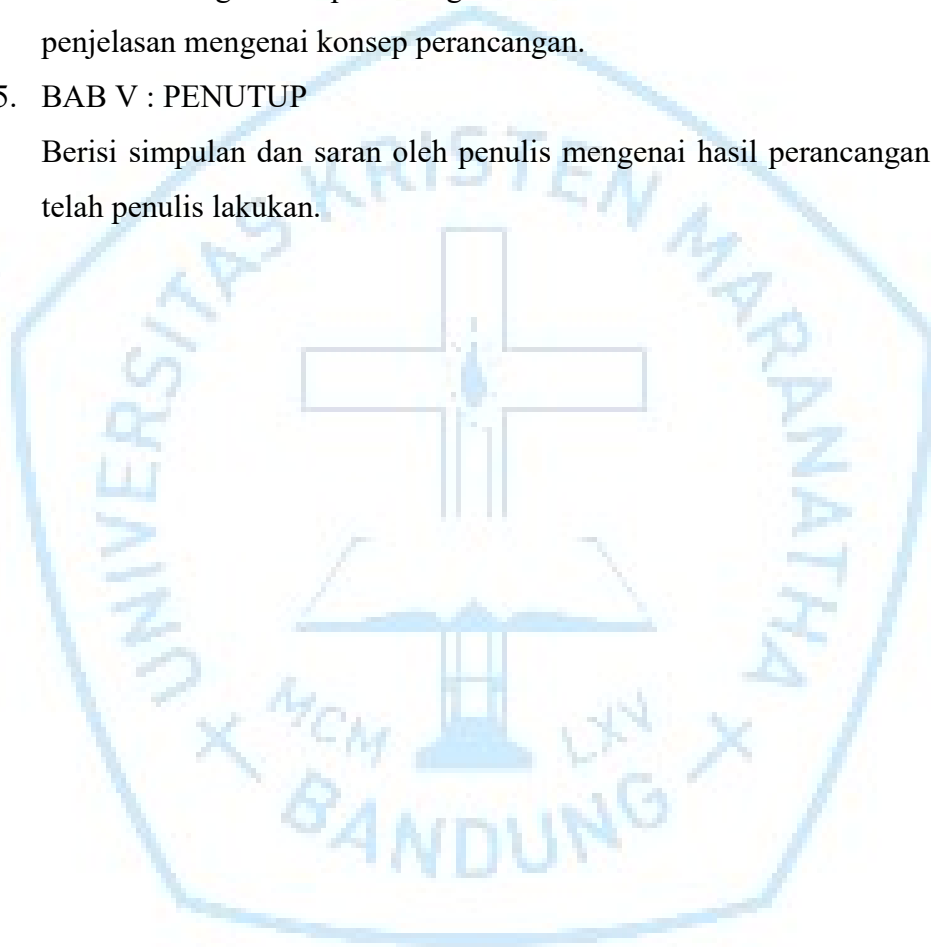 penjelasan mengenai konsep perancangan.
5. BAB V : PENUTUP
Berisi simpulan dan saran oleh penulis mengenai hasil perancangan
telah penulis lakukan.
UNIVERSITAS KRISTEN MARANATHA
MCM LXV
BANDUNG